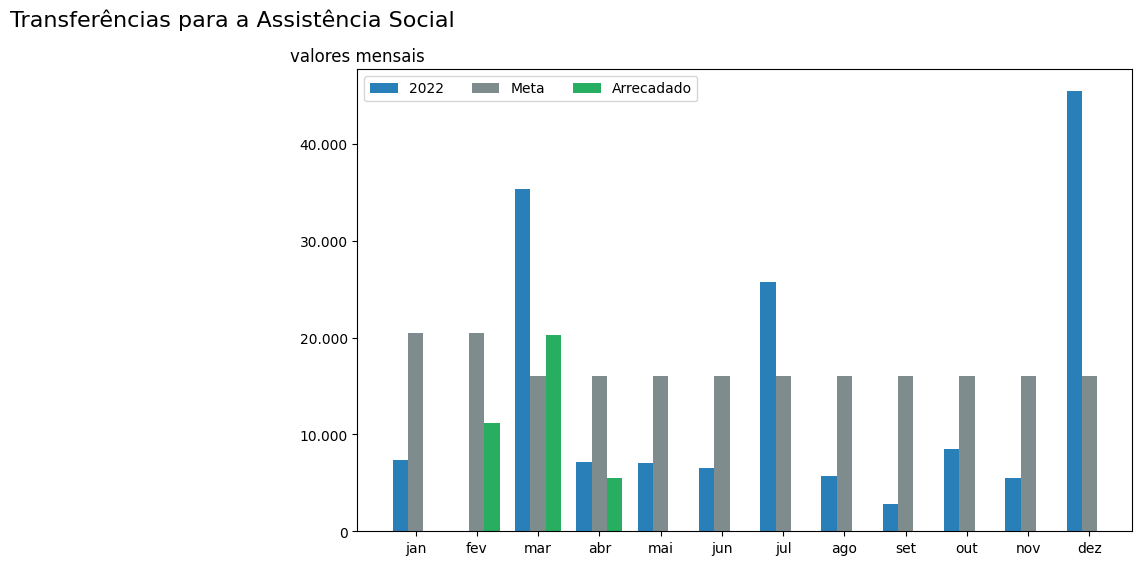 Transferências para a Assistência Social
valores mensais
2022 Meta Arrecadado
40.000
30.000
20.000
10.000
0
jan fev mar abr mai jun jul ago set out nov dez